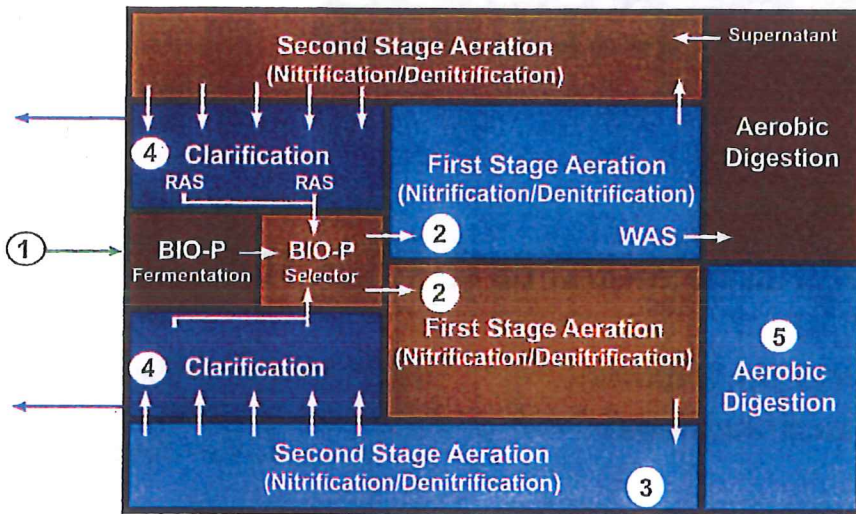 Second Stage Aeration
(Nitrification/Denitrification)
Supernatant
Aerobic
Digestion
4
Clarification
RAS
RAS
First Stage Aeration
(Nitrification/Denitrification)
WAS
1
BIO-P
Fermentation
BIO-P
Selector
2
2
First Stage Aeration
(Nitrification/Denitrification)
4
Clarification
5
Aerobic
Digestion
Second Stage Aeration
(Nitrification/Denitrification)
3